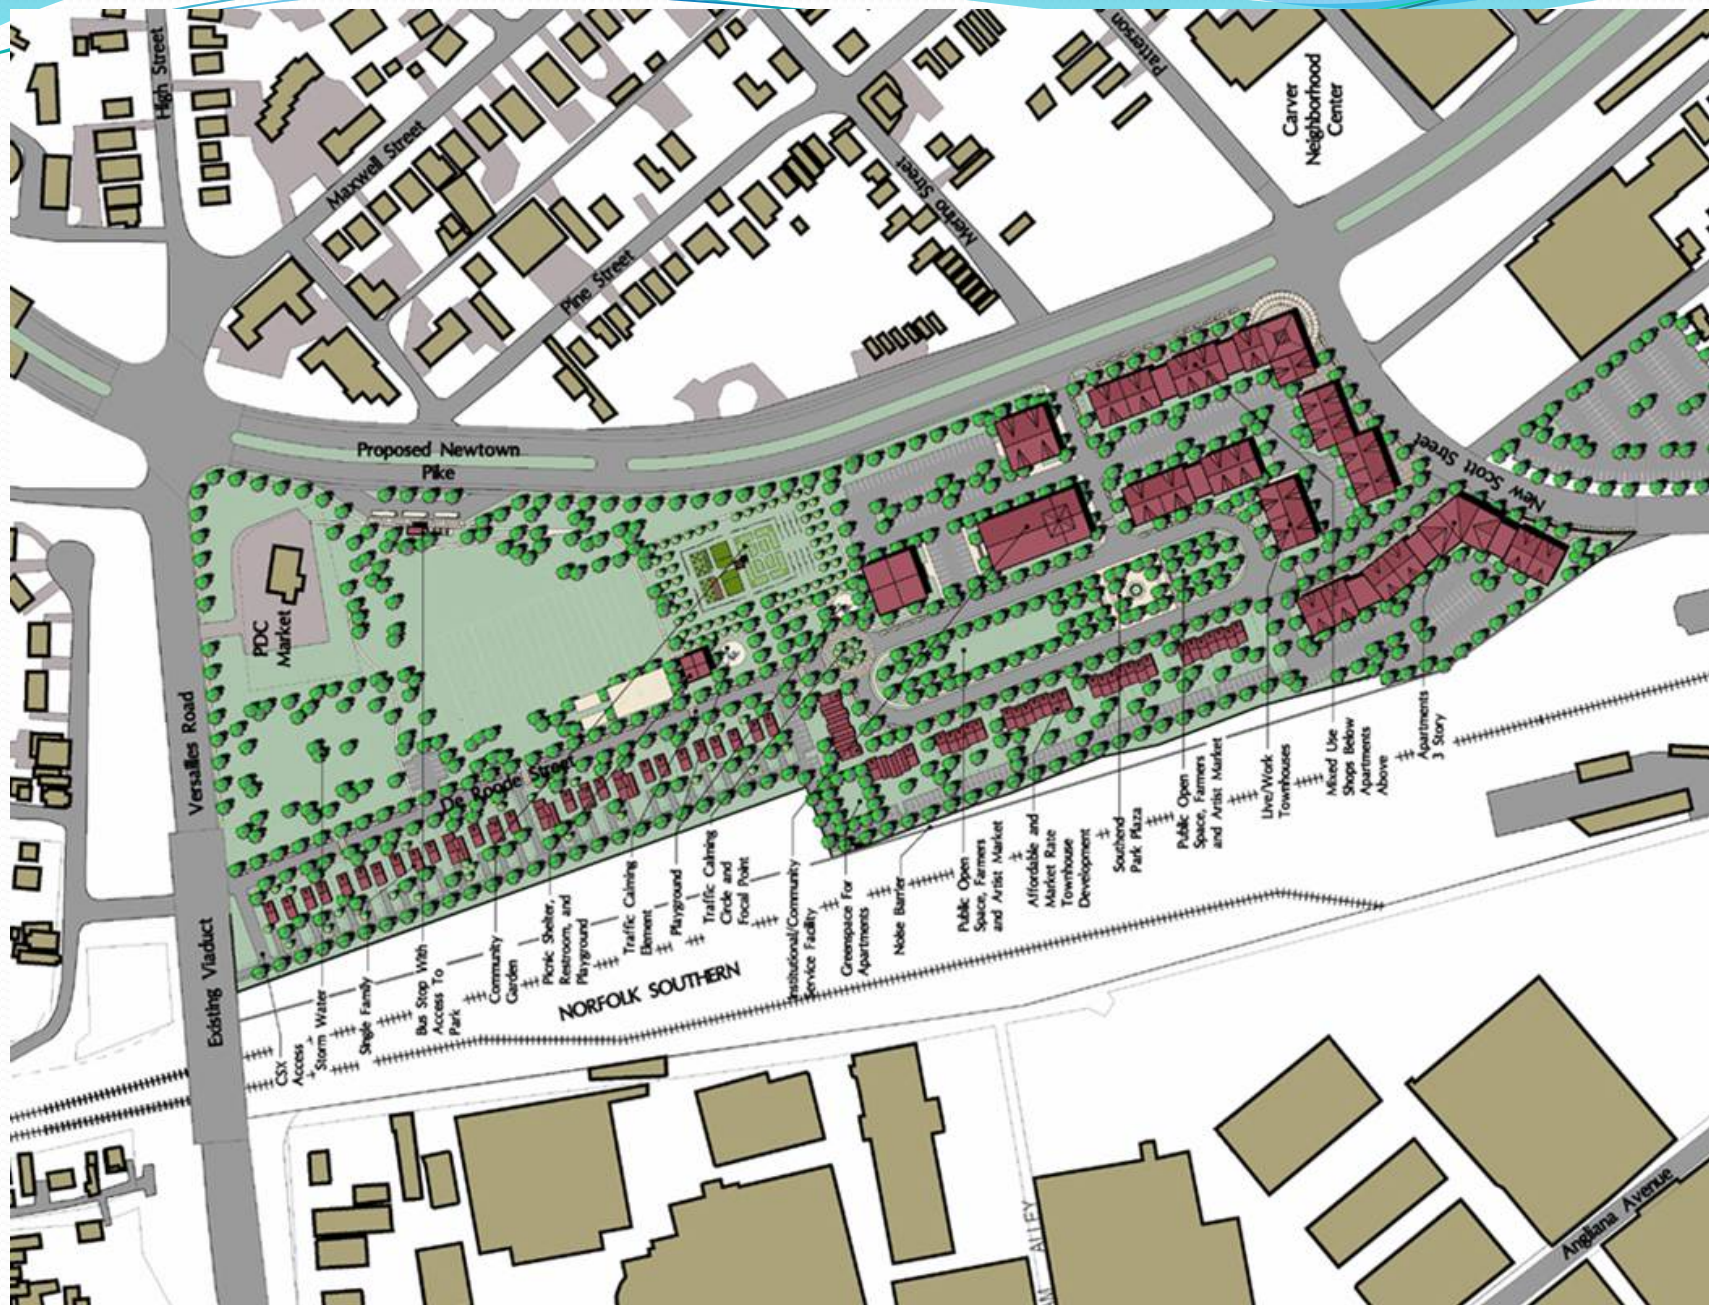 High Street
Maxwell Street
Pine Street
Merino Street
Patterson
Carver
Neighborhood
Center
Proposed Newtown
Pike
New Scott Street
PDC
Market
Versailles Road
De Roode Street
Existing Viaduct
CSX
Access
Storm Water
Single Family
Bus Stop With
Access To
Park
Community
Garden
Picnic Shelter,
Restroom, and
Playground
Traffic Calming
Element
Playground
Traffic Calming
Circle and
Focal Point
Institutional/Community
Service Facility
Greenspace For
Apartments
Noise Barrier
Public Open
Space, Farmers
and Artist Market
Affordable and
Market Rate
Townhouse
Development
Southend
Park Plaza
Public Open
Space, Farmers
and Artist Market
Live/Work
Townhouses
Mixed Use
Shops Below
Apartments
Above
Apartments
3 Story
NORFOLK SOUTHERN
ALLEY
Angliana Avenue